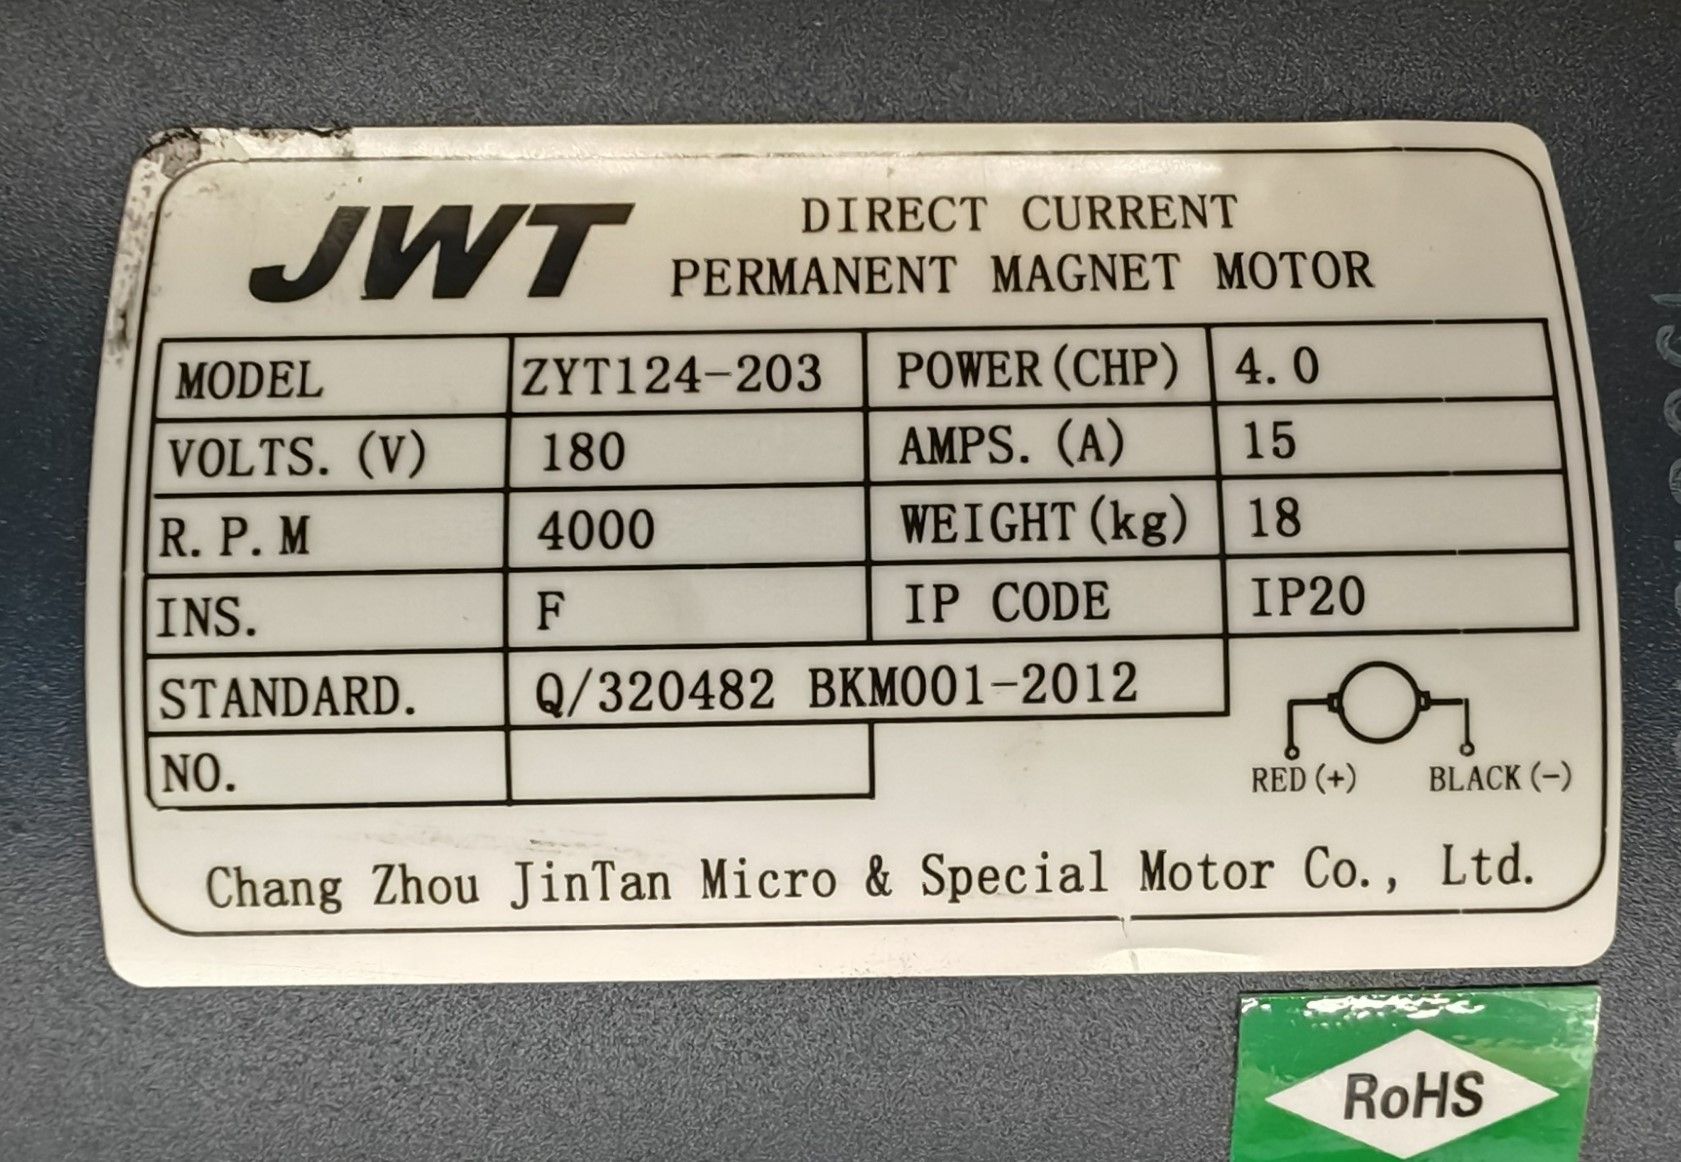 JWT
DIRECT CURRENT
PERMANENT MAGNET MOTOR
MODEL ZYT124-203 POWER(CHP) 4.0
VOLTS.(V) 180 AMPS.(A) 15
R.P.M 4000 WEIGHT(kg) 18
INS. F IP CODE IP20
STANDARD. Q/320482 BKM001-2012
NO.
RED(+) BLACK(-)
Chang Zhou JinTan Micro & Special Motor Co., Ltd.
RoHS